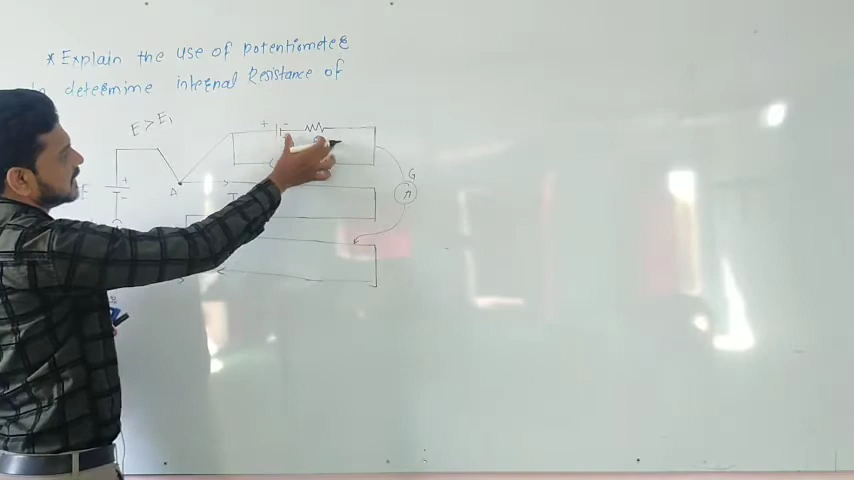 * Explain the use of potentiometer
determine internal Resistance of
E > E₁
+ -
G
+
A
-